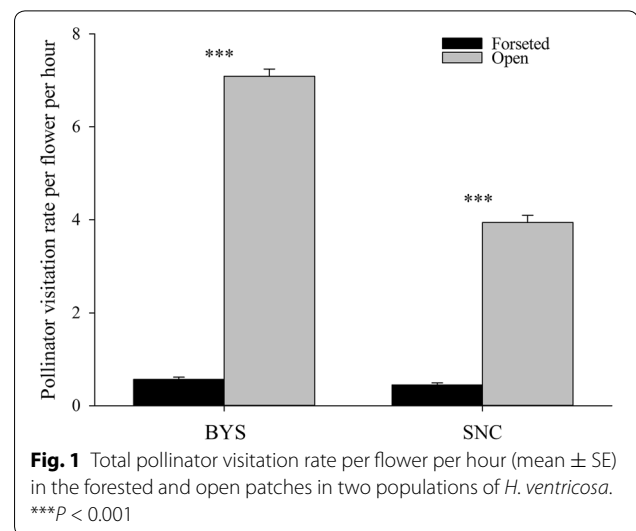 8
6
4
2
0
Pollinator visitation rate per flower per hour
***
***
Forseted
Open
BYS
SNC
Fig. 1 Total pollinator visitation rate per flower per hour (mean ± SE)
in the forested and open patches in two populations of H. ventricosa.
***P < 0.001